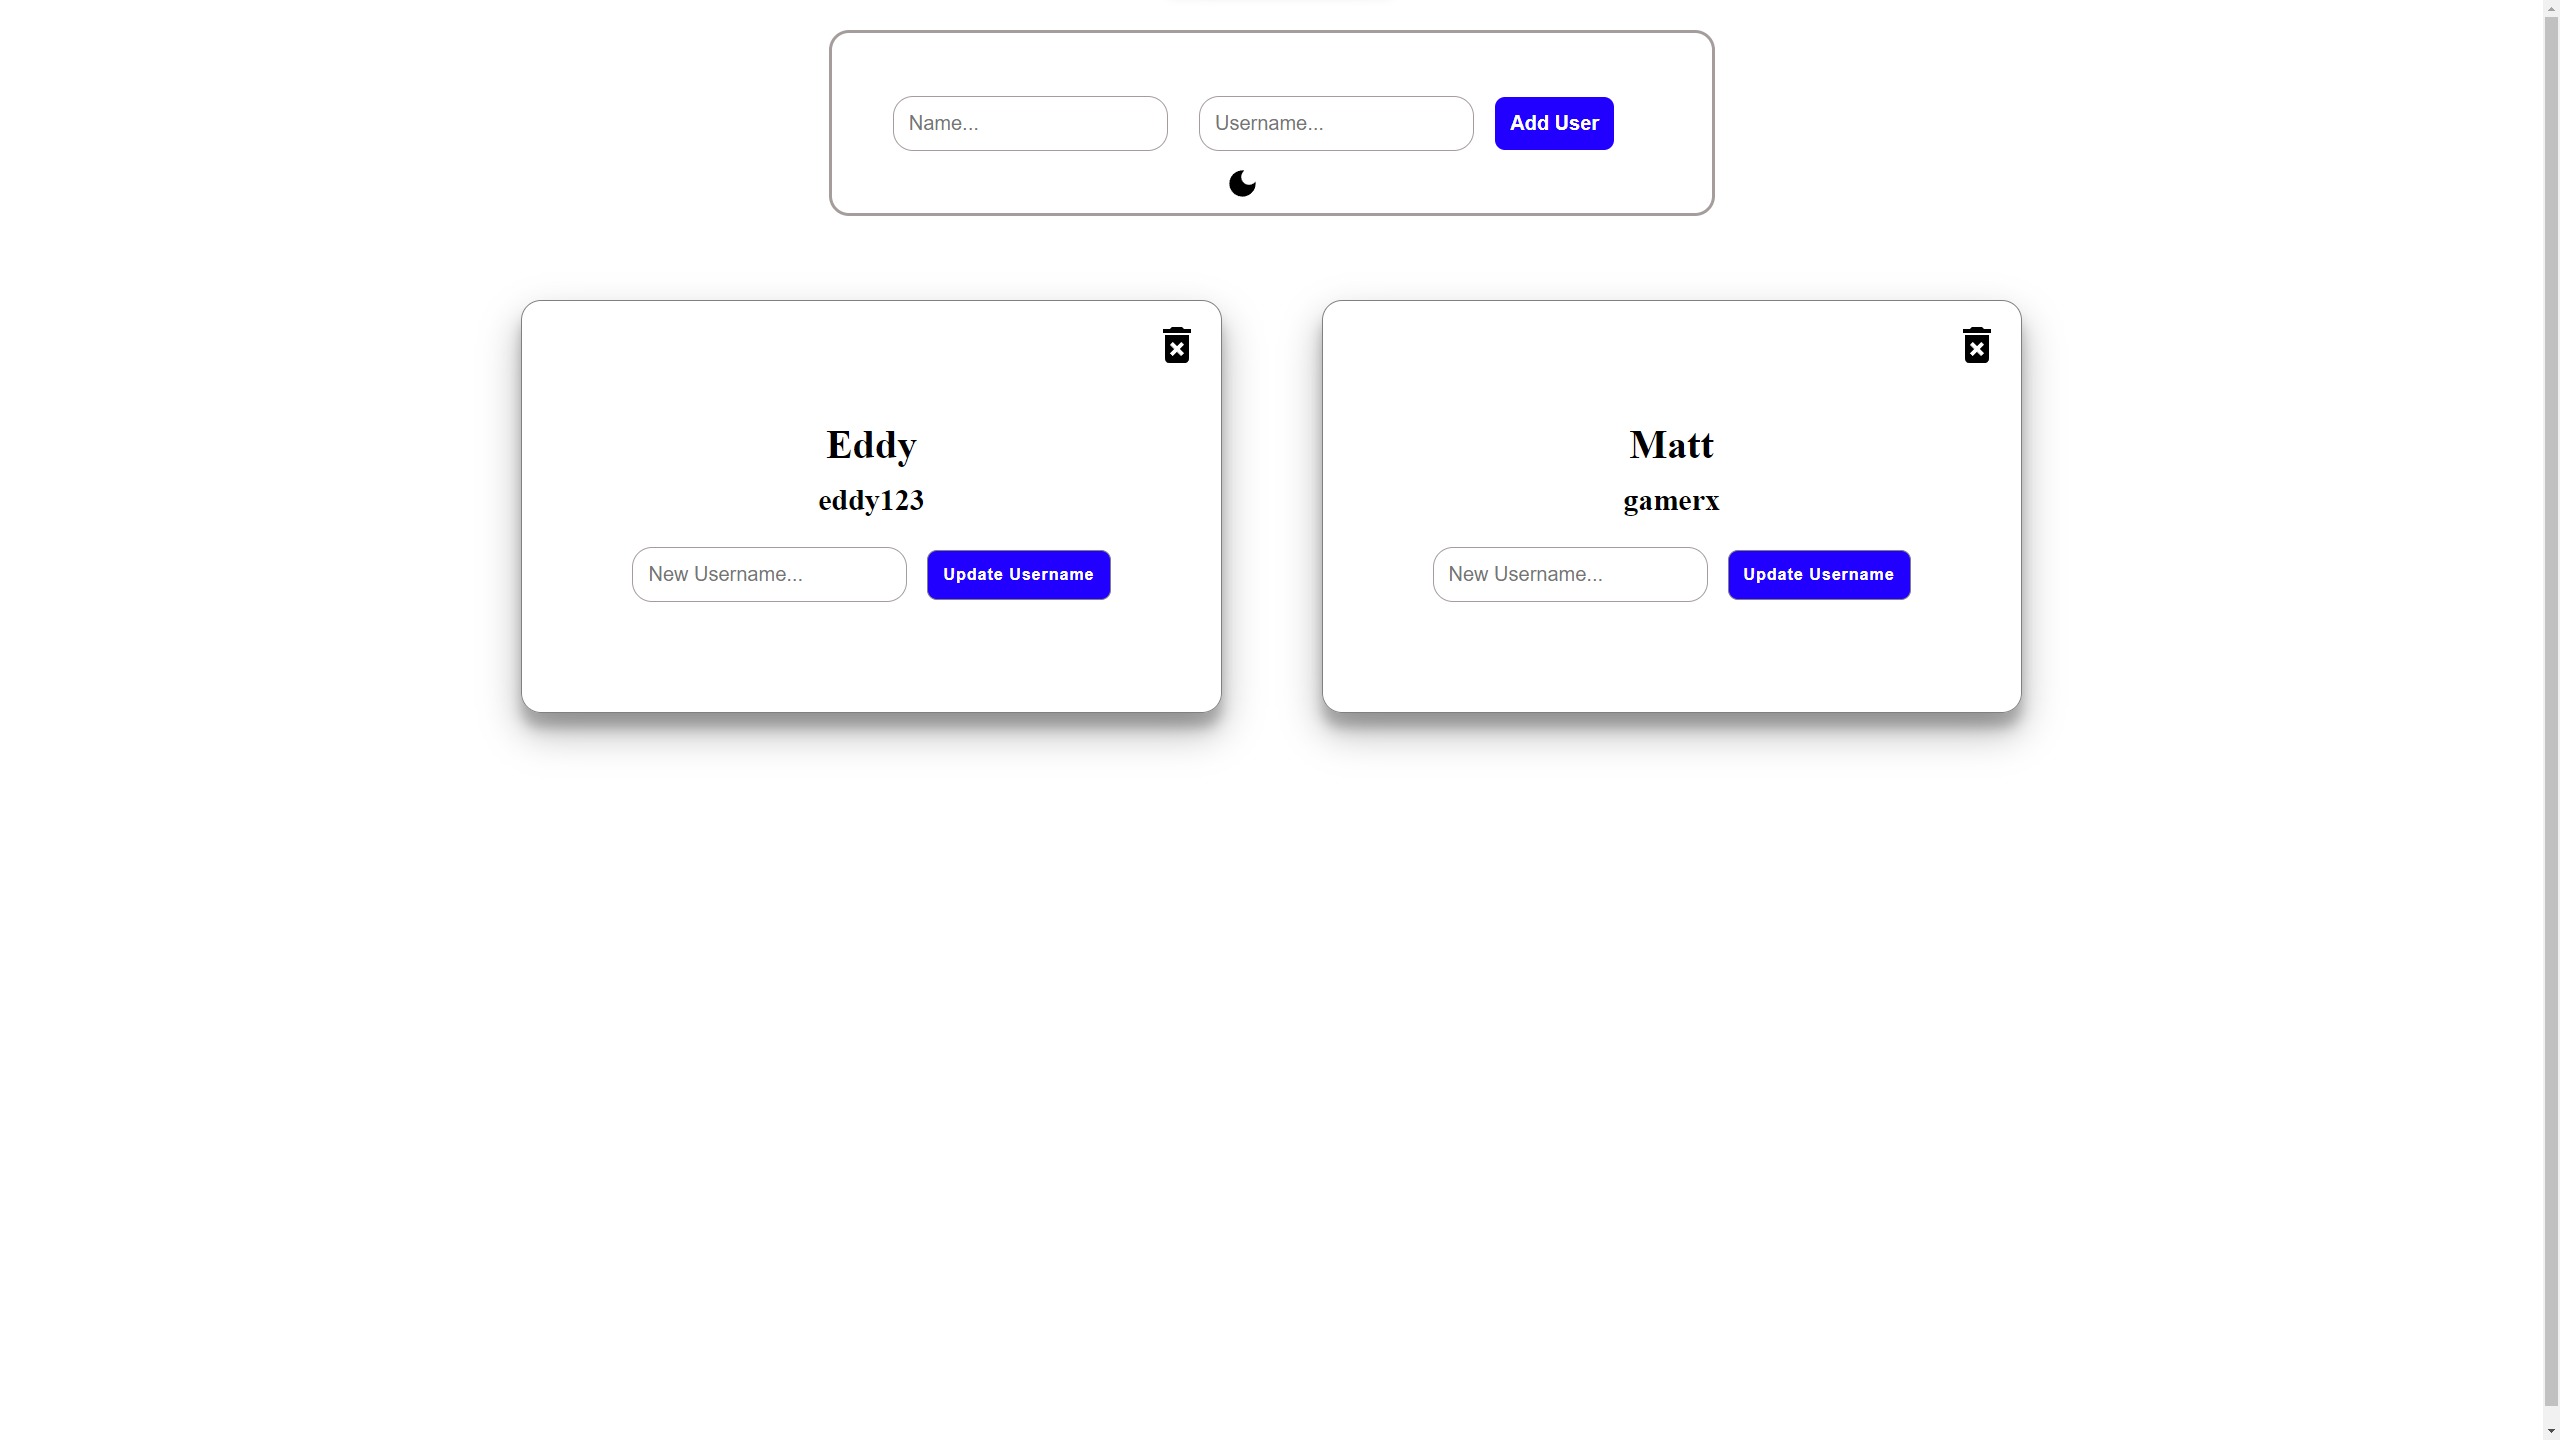 Name... Username... Add User
Eddy
eddy123
New Username... Update Username
Matt
gamerx
New Username... Update Username